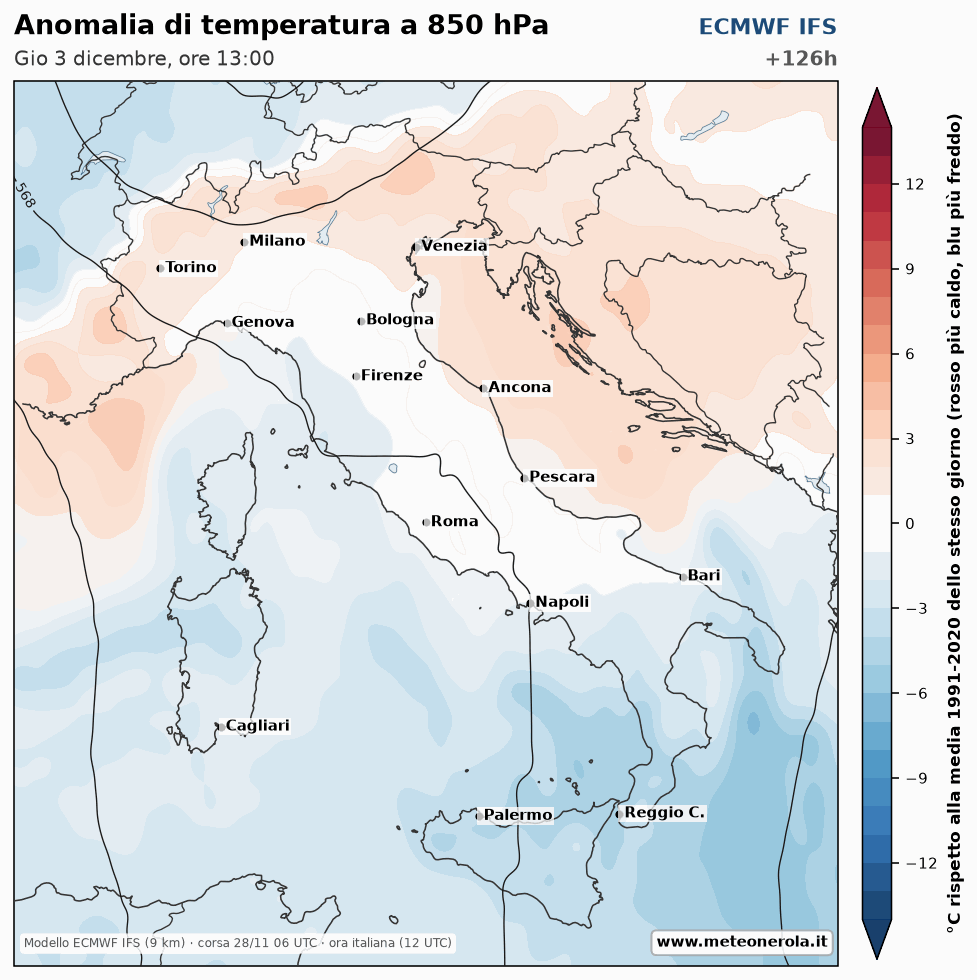 Anomalia di temperatura a 850 hPa
ECMWF IFS
Gio 3 dicembre, ore 13:00
+126h
568
Milano
Venezia
Torino
Genova
Bologna
Firenze
Ancona
Pescara
Roma
Bari
Napoli
Cagliari
Palermo
Reggio C.
12
9
6
3
0
−3
−6
−9
−12
°C rispetto alla media 1991-2020 dello stesso giorno (rosso più caldo, blu più freddo)
Modello ECMWF IFS (9 km) · corsa 28/11 06 UTC · ora italiana (12 UTC)
www.meteonerola.it